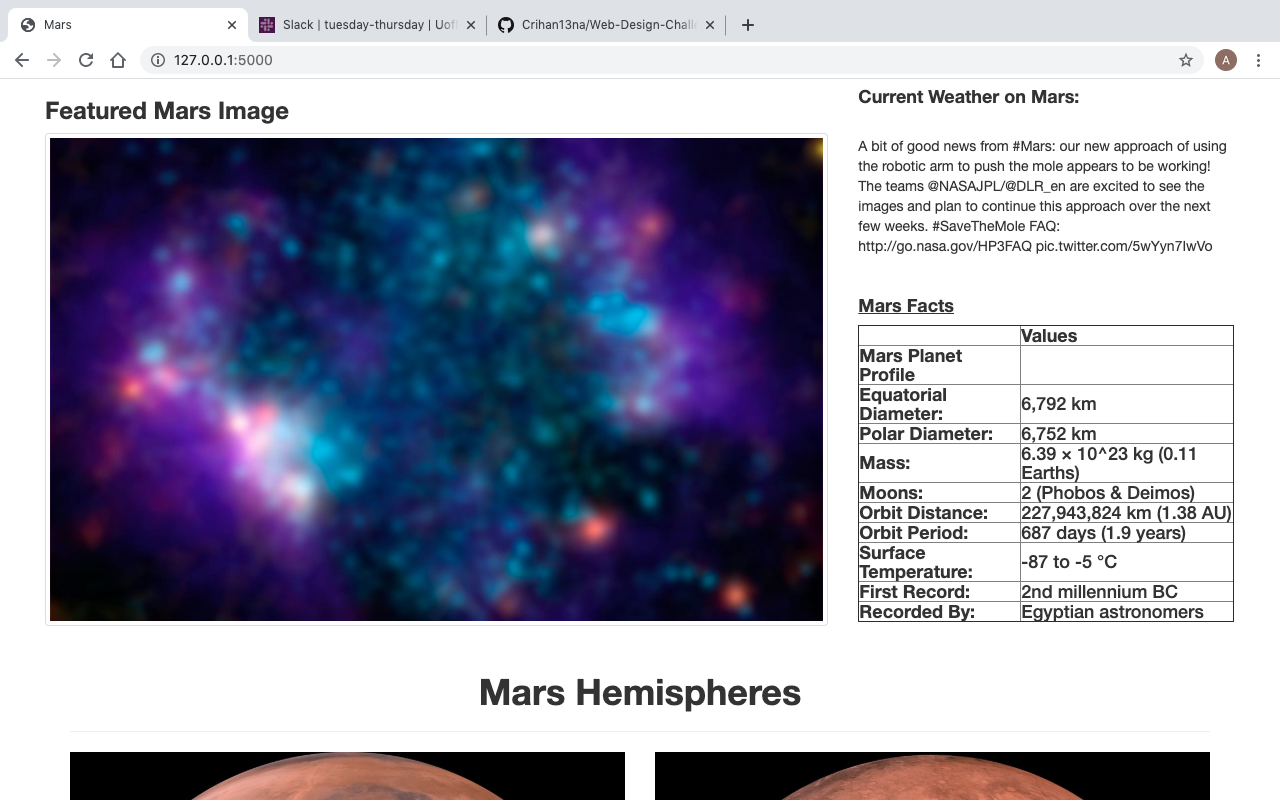 Mars
Slack | tuesday-thursday | Uof
Crihan13na/Web-Design-Chall
127.0.0.1:5000
A
Featured Mars Image
Current Weather on Mars:
A bit of good news from #Mars: our new approach of using
the robotic arm to push the mole appears to be working!
The teams @NASAJPL/@DLR_en are excited to see the
images and plan to continue this approach over the next
few weeks. #SaveTheMole FAQ:
http://go.nasa.gov/HP3FAQ pic.twitter.com/5wYyn7IwVo
Mars Facts
Values
Mars Planet
Profile
Equatorial
Diameter:
6,792 km
Polar Diameter:
6,752 km
Mass:
6.39 × 10^23 kg (0.11
Earths)
Moons:
2 (Phobos & Deimos)
Orbit Distance:
227,943,824 km (1.38 AU)
Orbit Period:
687 days (1.9 years)
Surface
Temperature:
-87 to -5 °C
First Record:
2nd millennium BC
Recorded By:
Egyptian astronomers
Mars Hemispheres